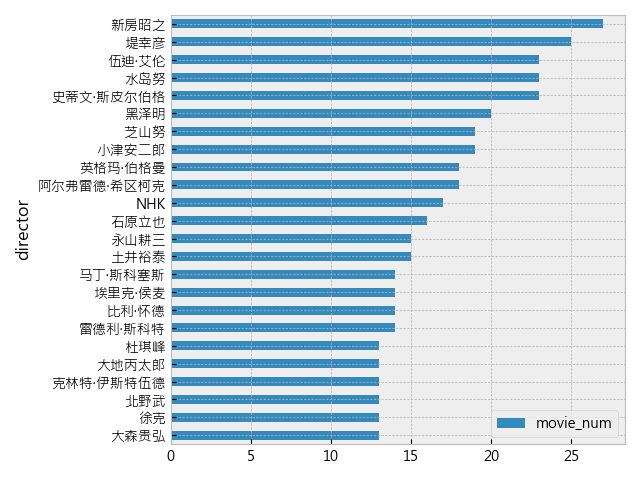 新房昭之
堤幸彦
伍迪·艾伦
水岛努
史蒂文·斯皮尔伯格
黑泽明
芝山努
小津安二郎
英格玛·伯格曼
阿尔弗雷德·希区柯克
NHK
石原立也
永山耕三
土井裕泰
马丁·斯科塞斯
埃里克·侯麦
比利·怀德
雷德利·斯科特
杜琪峰
大地丙太郎
克林特·伊斯特伍德
北野武
徐克
大森贵弘
director
movie_num
0 5 10 15 20 25